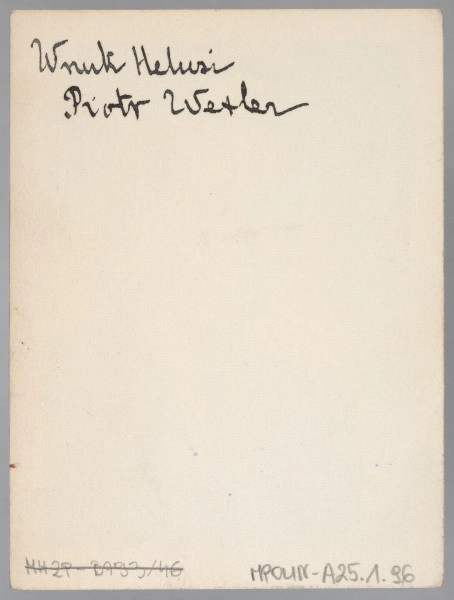 Wnuk Helusi
Piotr Wexler
MPOLIN-A25.1.96